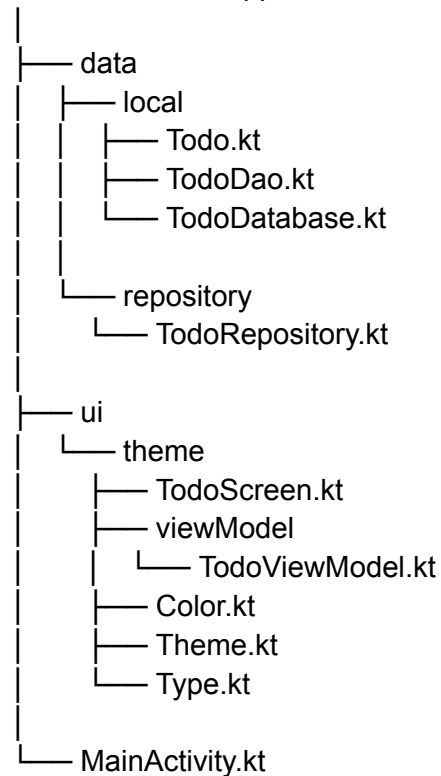 │
├── data
│   ├── local
│   │   ├── Todo.kt
│   │   ├── TodoDao.kt
│   │   └── TodoDatabase.kt
│   │
│   └── repository
│       └── TodoRepository.kt
│
├── ui
│   └── theme
│       ├── TodoScreen.kt
│       ├── viewModel
│       │   └── TodoViewModel.kt
│       ├── Color.kt
│       ├── Theme.kt
│       └── Type.kt
│
└── MainActivity.kt